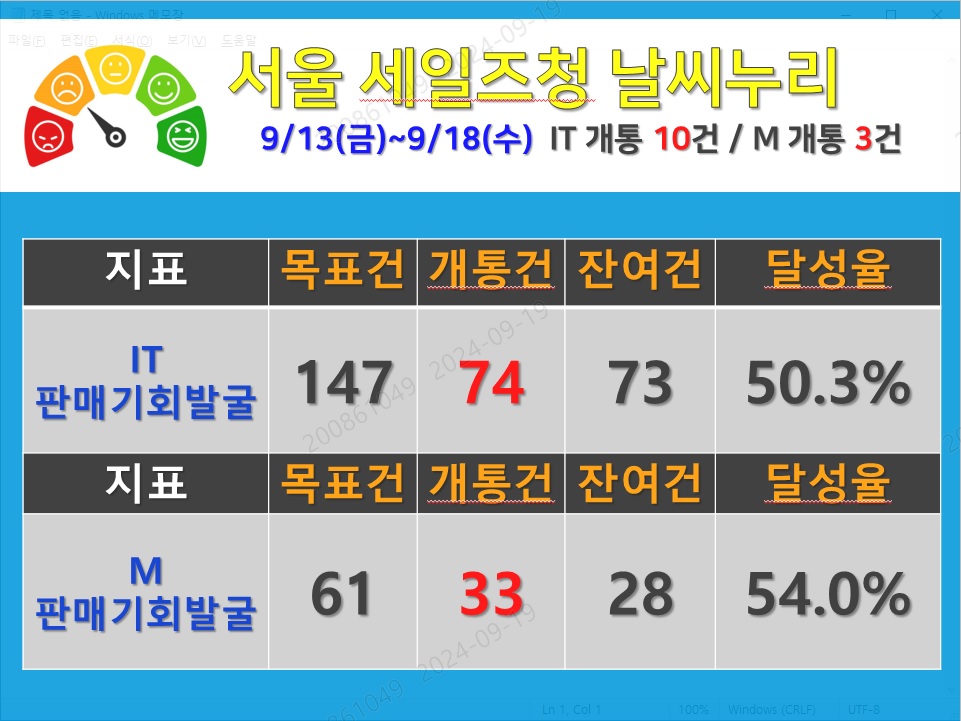 제목 없음 - Windows 메모장
파일(F) 편집(E) 서식(O) 보기(V) 도움말
서울 세일즈청 날씨누리
9/13(금)~9/18(수) IT 개통 10건 / M 개통 3건
지표 목표건 개통건 잔여건 달성율
IT
판매기회발굴 147 74 73 50.3%
지표 목표건 개통건 잔여건 달성율
M
판매기회발굴 61 33 28 54.0%
200861049 2024-09-19
Ln 1, Col 1 100% Windows (CRLF) UTF-8